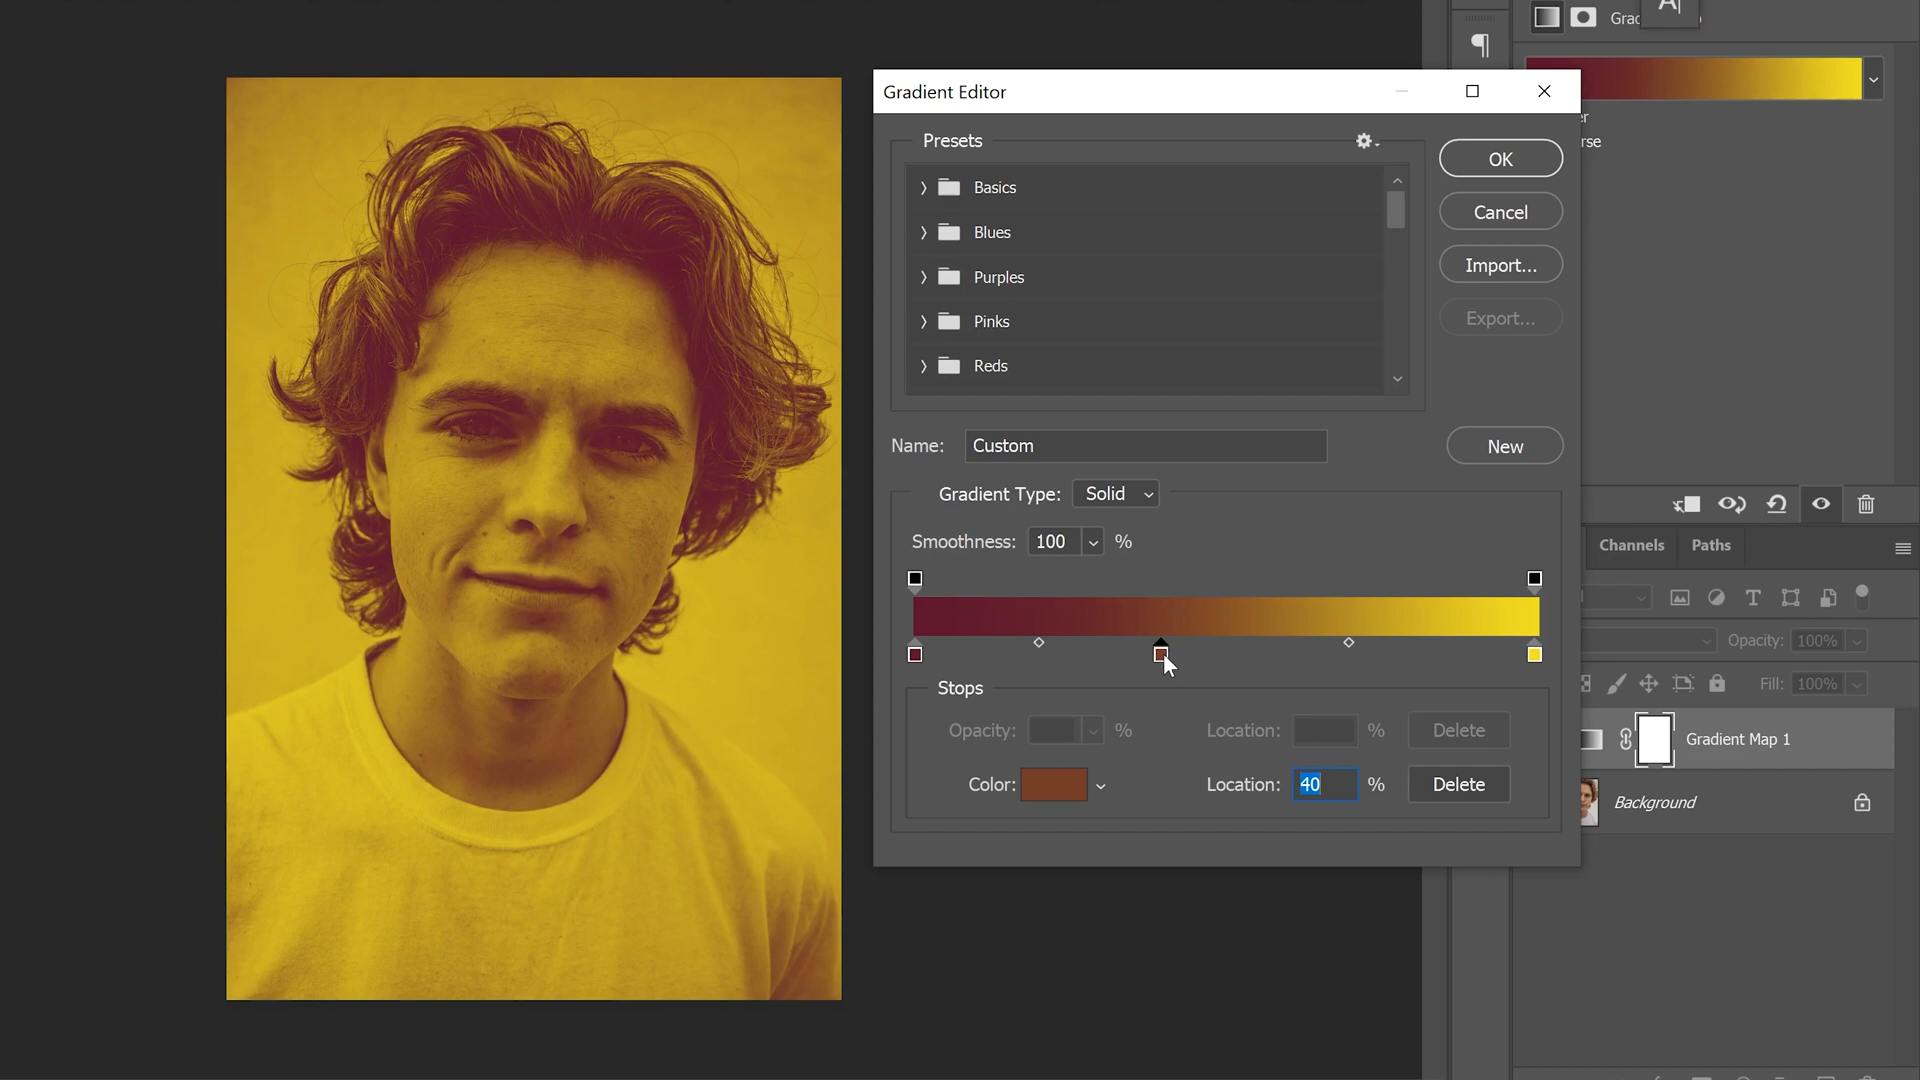 Grad
A|
Gradient Editor
er
rse
Presets
OK
Basics
Cancel
Blues
Import...
Purples
Export...
Pinks
Reds
Name:
Custom
New
Gradient Type:
Solid
Smoothness:
100
%
Channels
Paths
Opacity:
100%
Stops
Fill:
100%
Opacity:
%
Location:
%
Delete
Gradient Map 1
Color:
Location:
40
%
Delete
Background